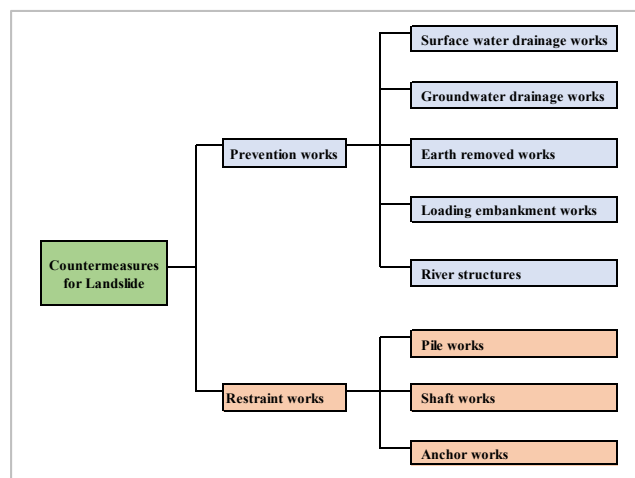 Surface water drainage works
Groundwater drainage works
Prevention works
Earth removed works
Loading embankment works
Countermeasures
for Landslide
River structures
Pile works
Restraint works
Shaft works
Anchor works